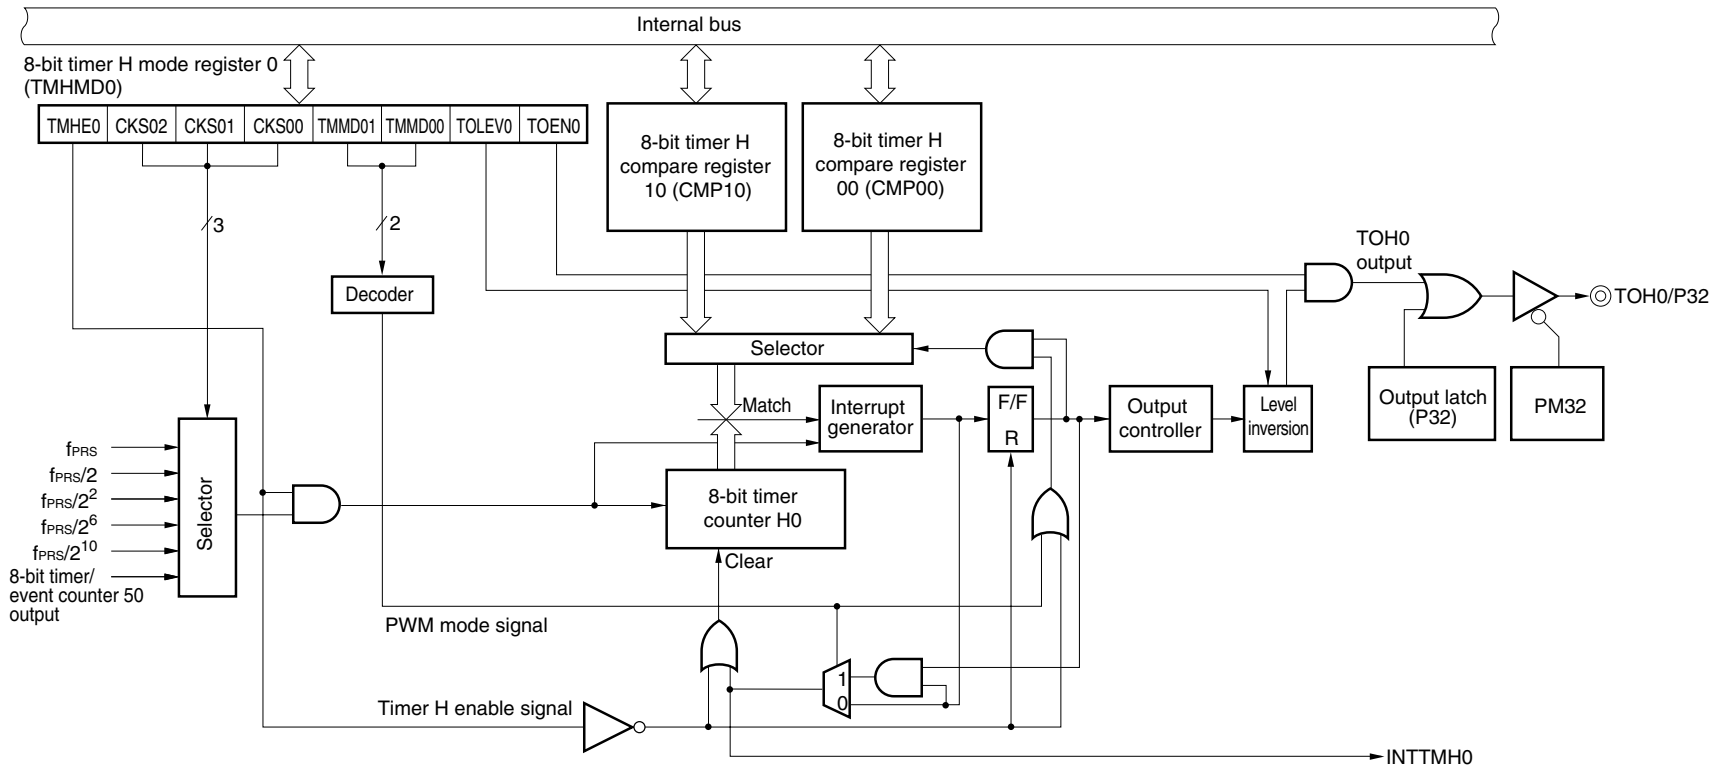 Internal bus
8-bit timer H mode register 0
(TMHMD0)
TMHE0 CKS02 CKS01 CKS00 TMMD01 TMMD00 TOLEV0 TOEN0
8-bit timer H
compare register
10 (CMP10)
8-bit timer H
compare register
00 (CMP00)
3
2
Decoder
TOH0
output
TOH0/P32
Selector
Match
Interrupt
generator
F/F
R
Output
controller
Level
inversion
Output latch
(P32)
PM32
fPRS
fPRS/2
fPRS/2²
fPRS/2⁶
fPRS/2¹⁰
8-bit timer/
event counter 50
output
Selector
8-bit timer
counter H0
Clear
PWM mode signal
1
0
Timer H enable signal
INTTMH0